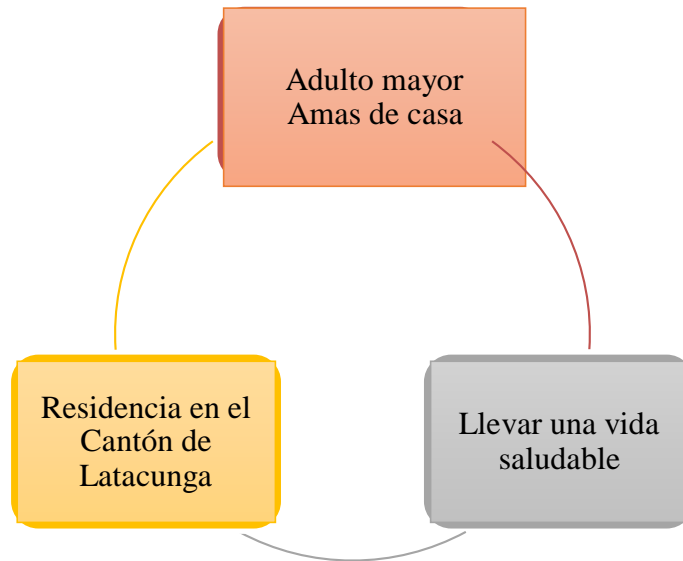 Adulto mayor
Amas de casa
Residencia en el
Cantón de
Latacunga
Llevar una vida
saludable